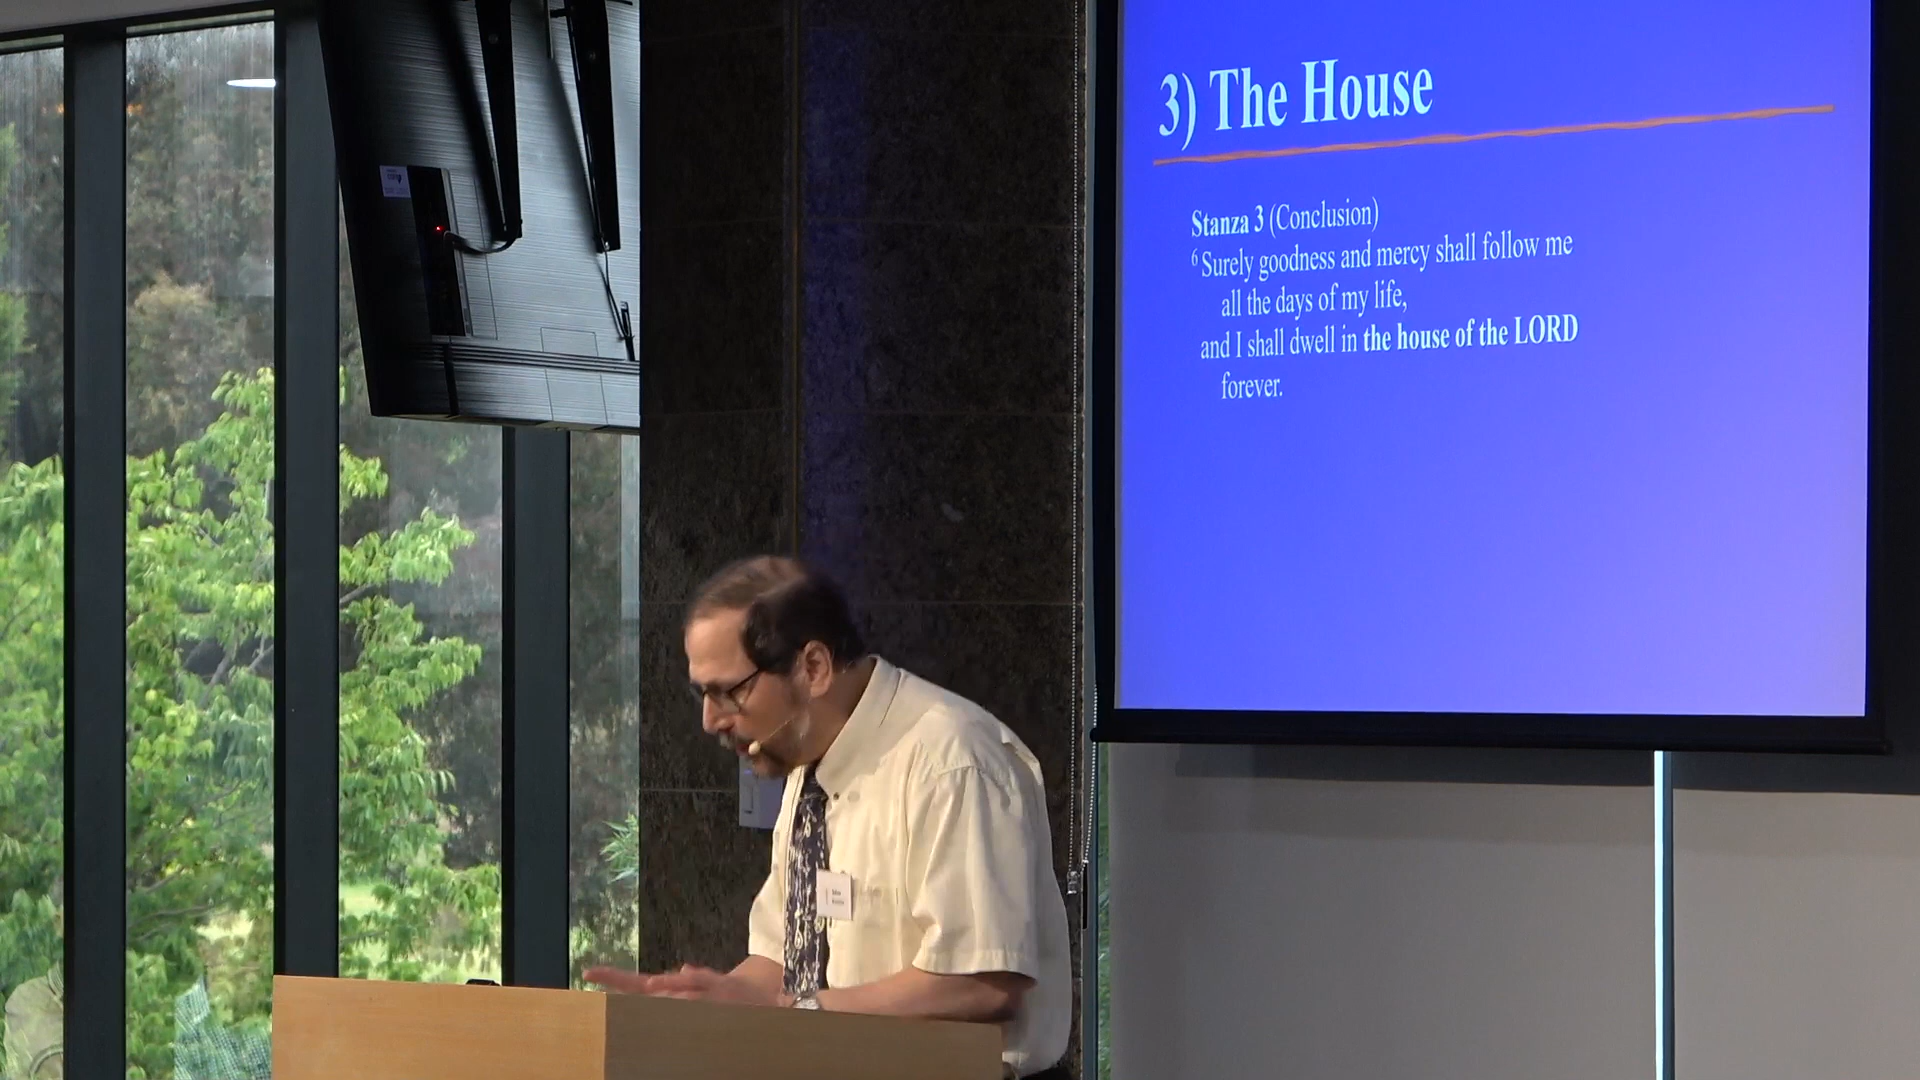 3) The House
Stanza 3 (Conclusion)
6 Surely goodness and mercy shall follow me
all the days of my life,
and I shall dwell in the house of the LORD
forever.